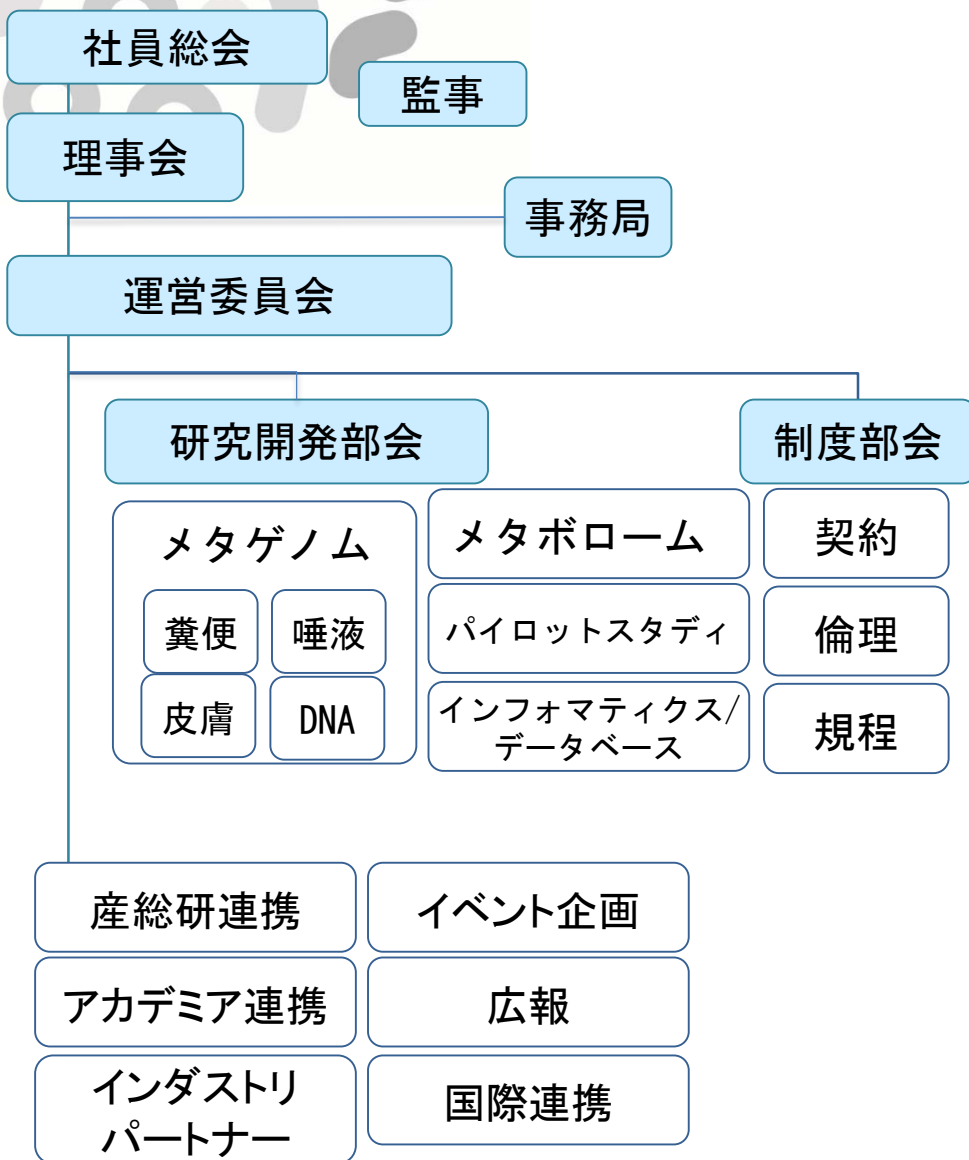 社員総会
監事
理事会
事務局
運営委員会
研究開発部会
制度部会
メタゲノム
メタボローム
契約
糞便
唾液
パイロットスタディ
倫理
皮膚
DNA
インフォマティクス/
データベース
規程
産総研連携
イベント企画
アカデミア連携
広報
インダストリ
パートナー
国際連携